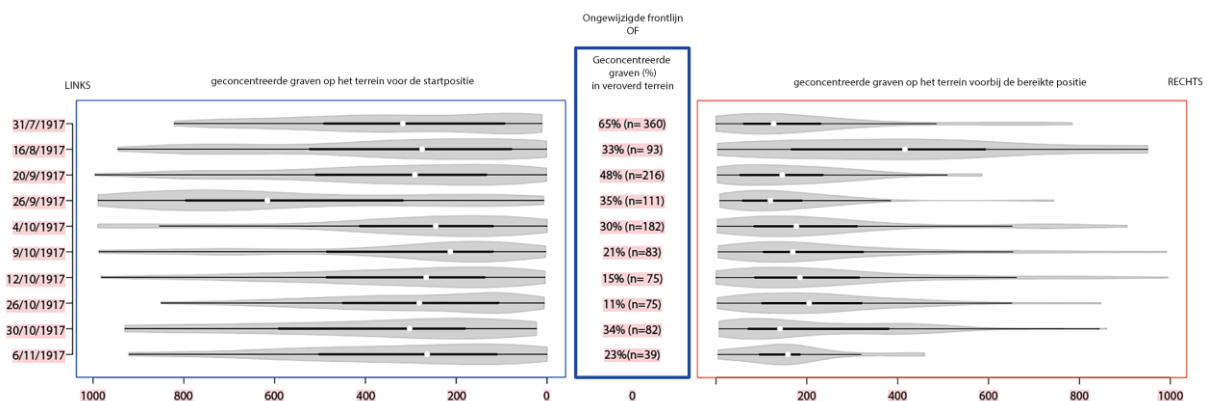 Ongewijzigde frontlijn
OF
Geconcentreerde
graven (%)
in veroverd terrein
LINKS
geconcentreerde graven op het terrein voor de startpositie
geconcentreerde graven op het terrein voorbij de bereikte positie
RECHTS
31/7/1917
65% (n= 360)
16/8/1917
33% (n= 93)
20/9/1917
48% (n=216)
26/9/1917
35% (n=111)
4/10/1917
30% (n=182)
9/10/1917
21% (n=83)
12/10/1917
15% (n= 75)
26/10/1917
11% (n=75)
30/10/1917
34% (n=82)
6/11/1917
23%(n=39)
1000 800 600 400 200 0 0 200 400 600 800 1000